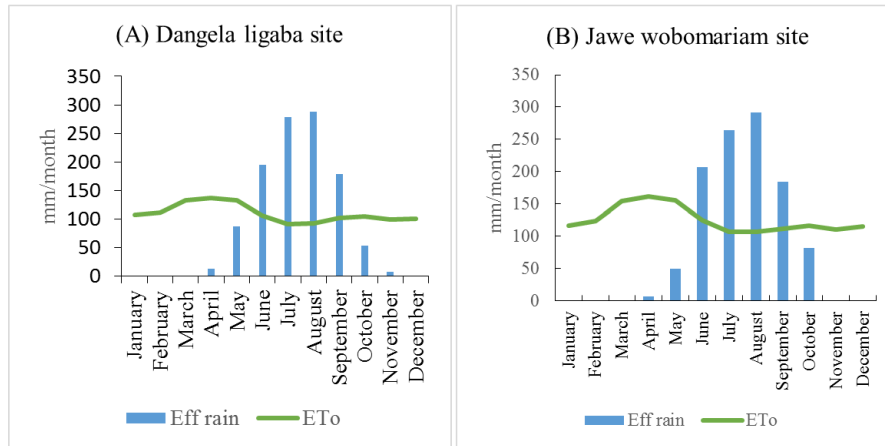 (A) Dangela ligaba site
350
300
250
200
150
100
50
0
mm/month
January
February
March
April
May
June
July
August
September
October
November
December
Eff rain
ETo
(B) Jawe wobomariam site
350
300
250
200
150
100
50
0
mm/month
January
February
March
April
May
June
July
August
September
October
November
December
Eff rain
ETo